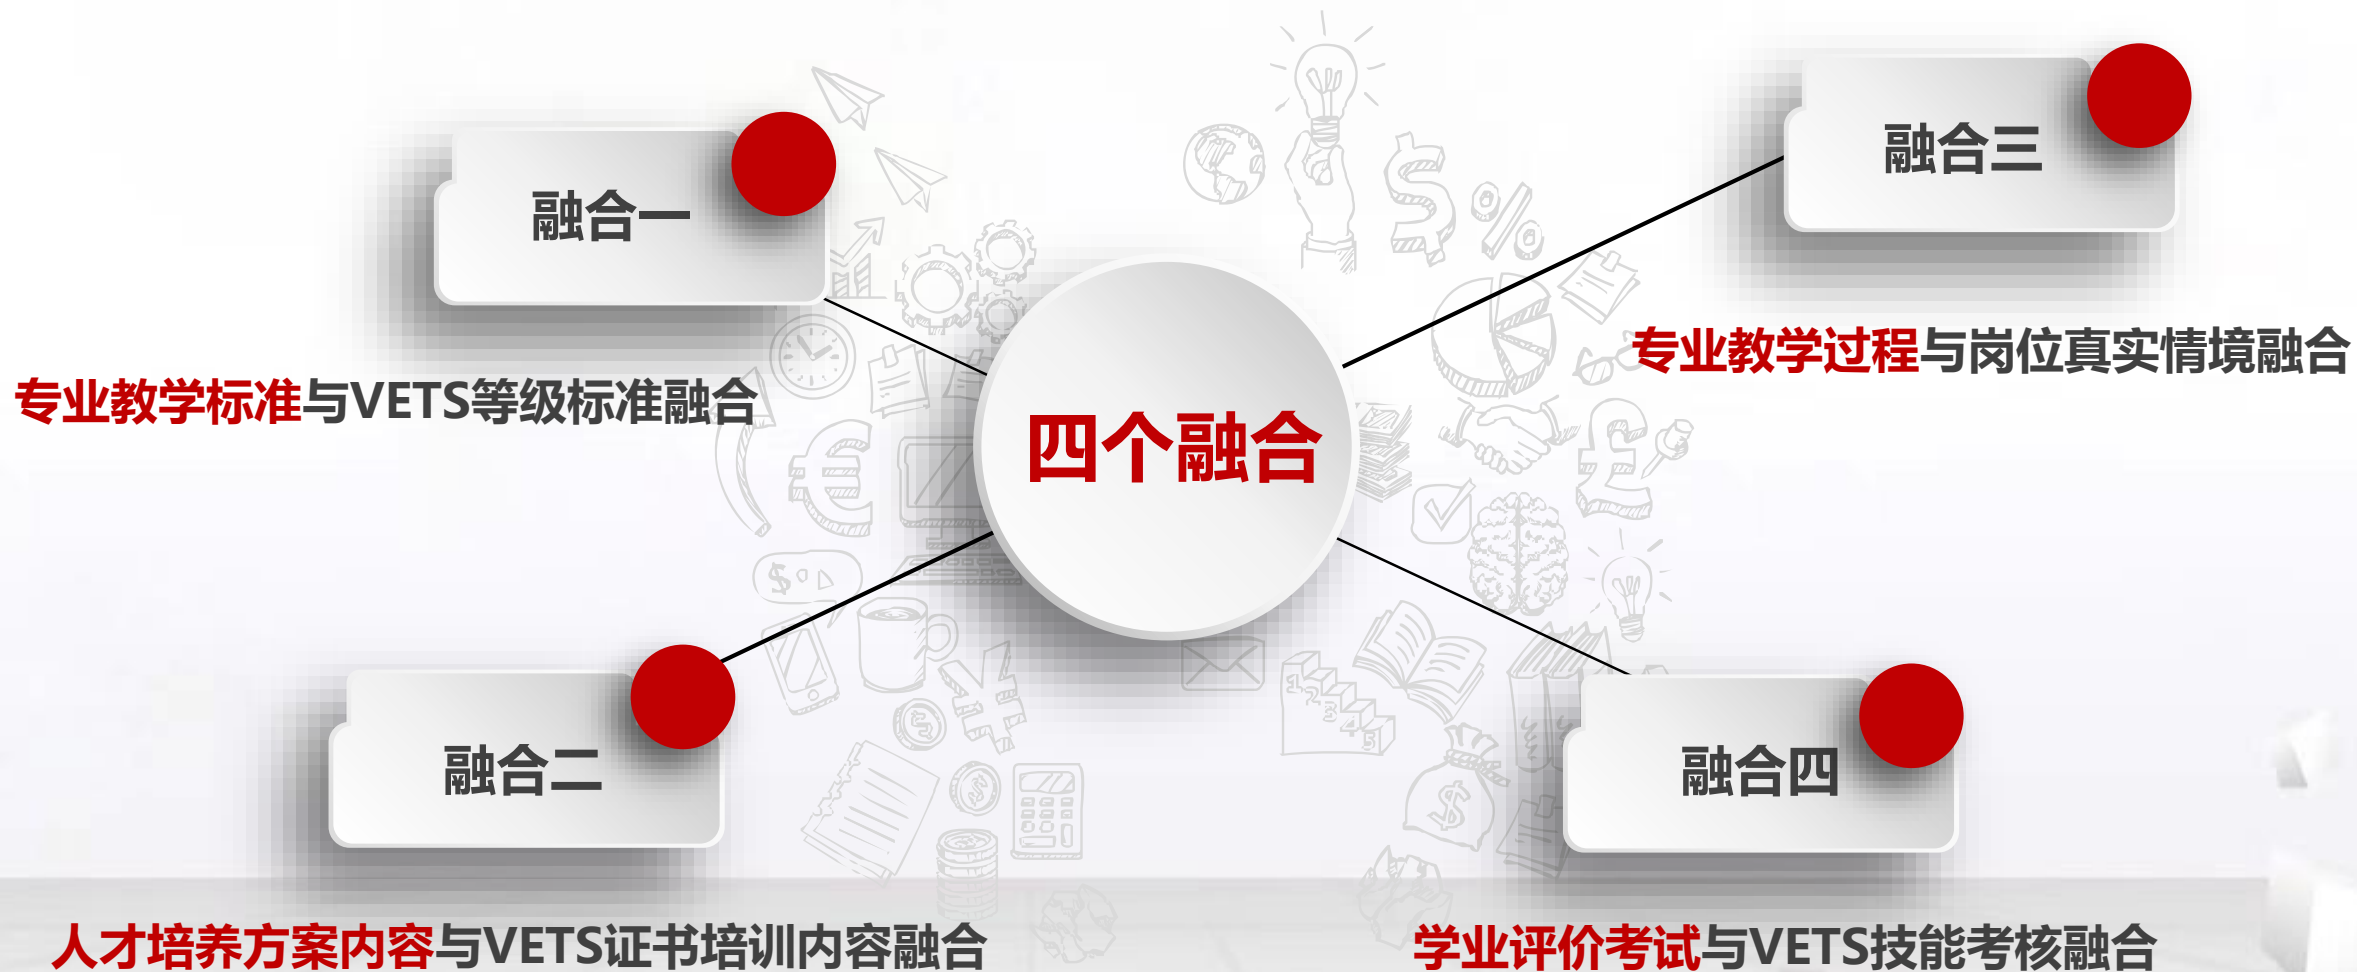 融合一
专业教学标准与VETS等级标准融合
融合二
人才培养方案内容与VETS证书培训内容融合
四个融合
融合三
专业教学过程与岗位真实情境融合
融合四
学业评价考试与VETS技能考核融合